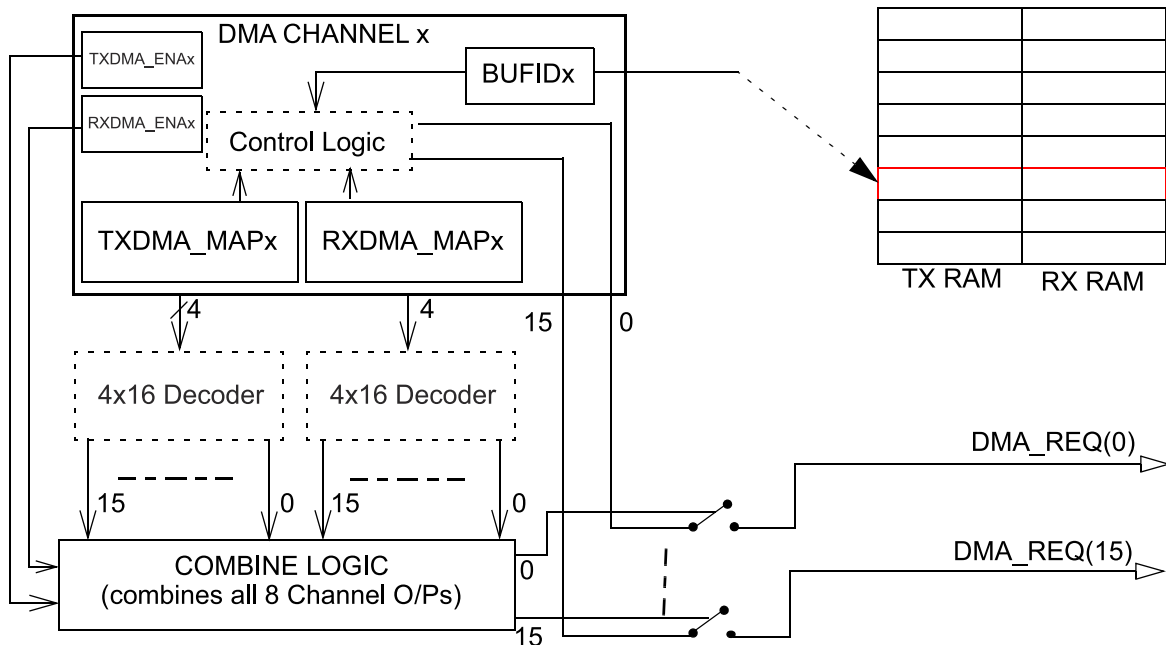 DMA CHANNEL x
TXDMA_ENAx
BUFIDx
RXDMA_ENAx
Control Logic
TXDMA_MAPx
RXDMA_MAPx
TX RAM
RX RAM
4
4
15
0
4x16 Decoder
4x16 Decoder
15
0
15
0
DMA_REQ(0)
COMBINE LOGIC
(combines all 8 Channel O/Ps)
0
15
DMA_REQ(15)